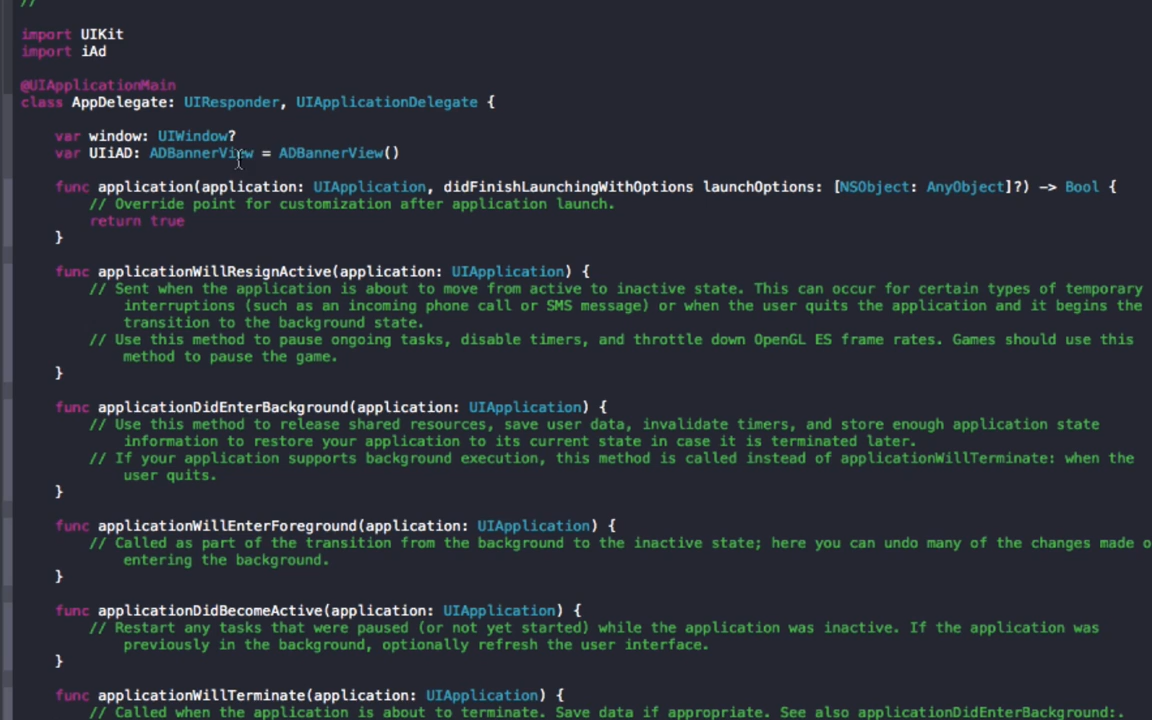 //
import UIKit
import iAd
@UIApplicationMain
class AppDelegate: UIResponder, UIApplicationDelegate {
var window: UIWindow?
var UIiAD: ADBannerView = ADBannerView()
func application(application: UIApplication, didFinishLaunchingWithOptions launchOptions: [NSObject: AnyObject]?) -> Bool {
// Override point for customization after application launch.
return true
}
func applicationWillResignActive(application: UIApplication) {
// Sent when the application is about to move from active to inactive state. This can occur for certain types of temporary
interruptions (such as an incoming phone call or SMS message) or when the user quits the application and it begins the
transition to the background state.
// Use this method to pause ongoing tasks, disable timers, and throttle down OpenGL ES frame rates. Games should use this
method to pause the game.
}
func applicationDidEnterBackground(application: UIApplication) {
// Use this method to release shared resources, save user data, invalidate timers, and store enough application state
information to restore your application to its current state in case it is terminated later.
// If your application supports background execution, this method is called instead of applicationWillTerminate: when the
user quits.
}
func applicationWillEnterForeground(application: UIApplication) {
// Called as part of the transition from the background to the inactive state; here you can undo many of the changes made o
entering the background.
}
func applicationDidBecomeActive(application: UIApplication) {
// Restart any tasks that were paused (or not yet started) while the application was inactive. If the application was
previously in the background, optionally refresh the user interface.
}
func applicationWillTerminate(application: UIApplication) {
// Called when the application is about to terminate. Save data if appropriate. See also applicationDidEnterBackground:.